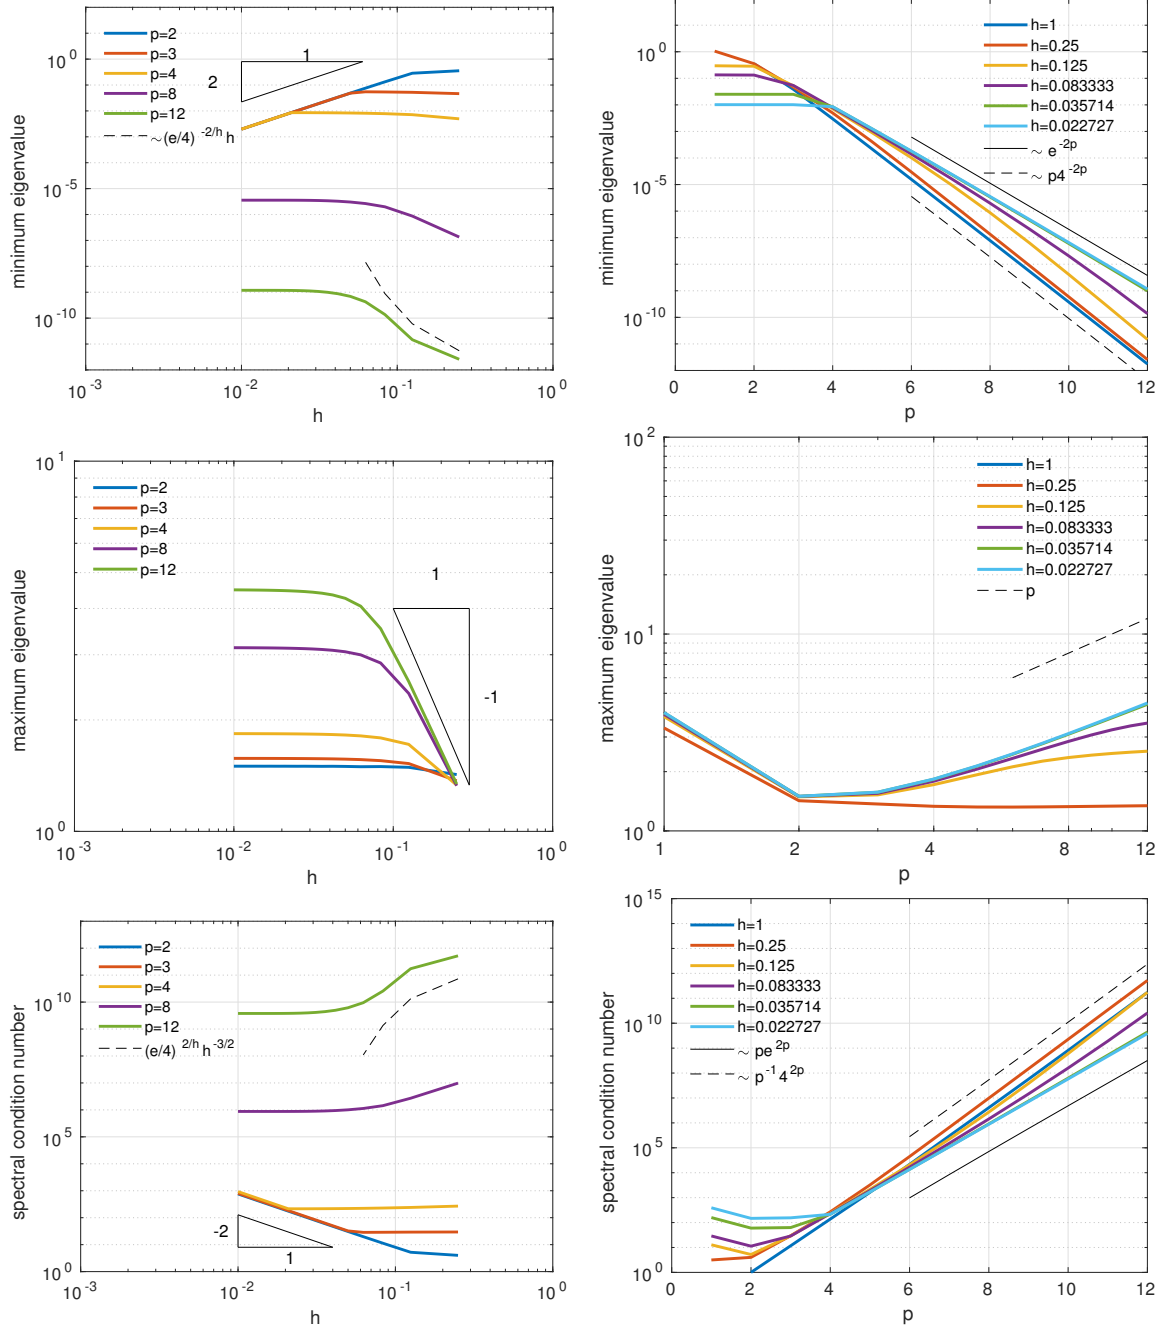 minimum eigenvalue
10^0
10^-5
10^-10
p=2
p=3
p=4
p=8
p=12
~(e/4)^-2/h h
1
2
10^-3
10^-2
10^-1
10^0
h
minimum eigenvalue
10^0
10^-5
10^-10
h=1
h=0.25
h=0.125
h=0.083333
h=0.035714
h=0.022727
~ e^-2p
~ p4^-2p
0
2
4
6
8
10
12
p
maximum eigenvalue
10^1
10^0
p=2
p=3
p=4
p=8
p=12
1
-1
10^-3
10^-2
10^-1
10^0
h
maximum eigenvalue
10^2
10^1
10^0
h=1
h=0.25
h=0.125
h=0.083333
h=0.035714
h=0.022727
p
1
2
4
8
12
p
spectral condition number
10^10
10^5
10^0
p=2
p=3
p=4
p=8
p=12
(e/4)^2/h h^-3/2
-2
1
10^-3
10^-2
10^-1
10^0
h
spectral condition number
10^15
10^10
10^5
10^0
h=1
h=0.25
h=0.125
h=0.083333
h=0.035714
h=0.022727
~ pe^2p
~ p^-1 4^2p
0
2
4
6
8
10
12
p